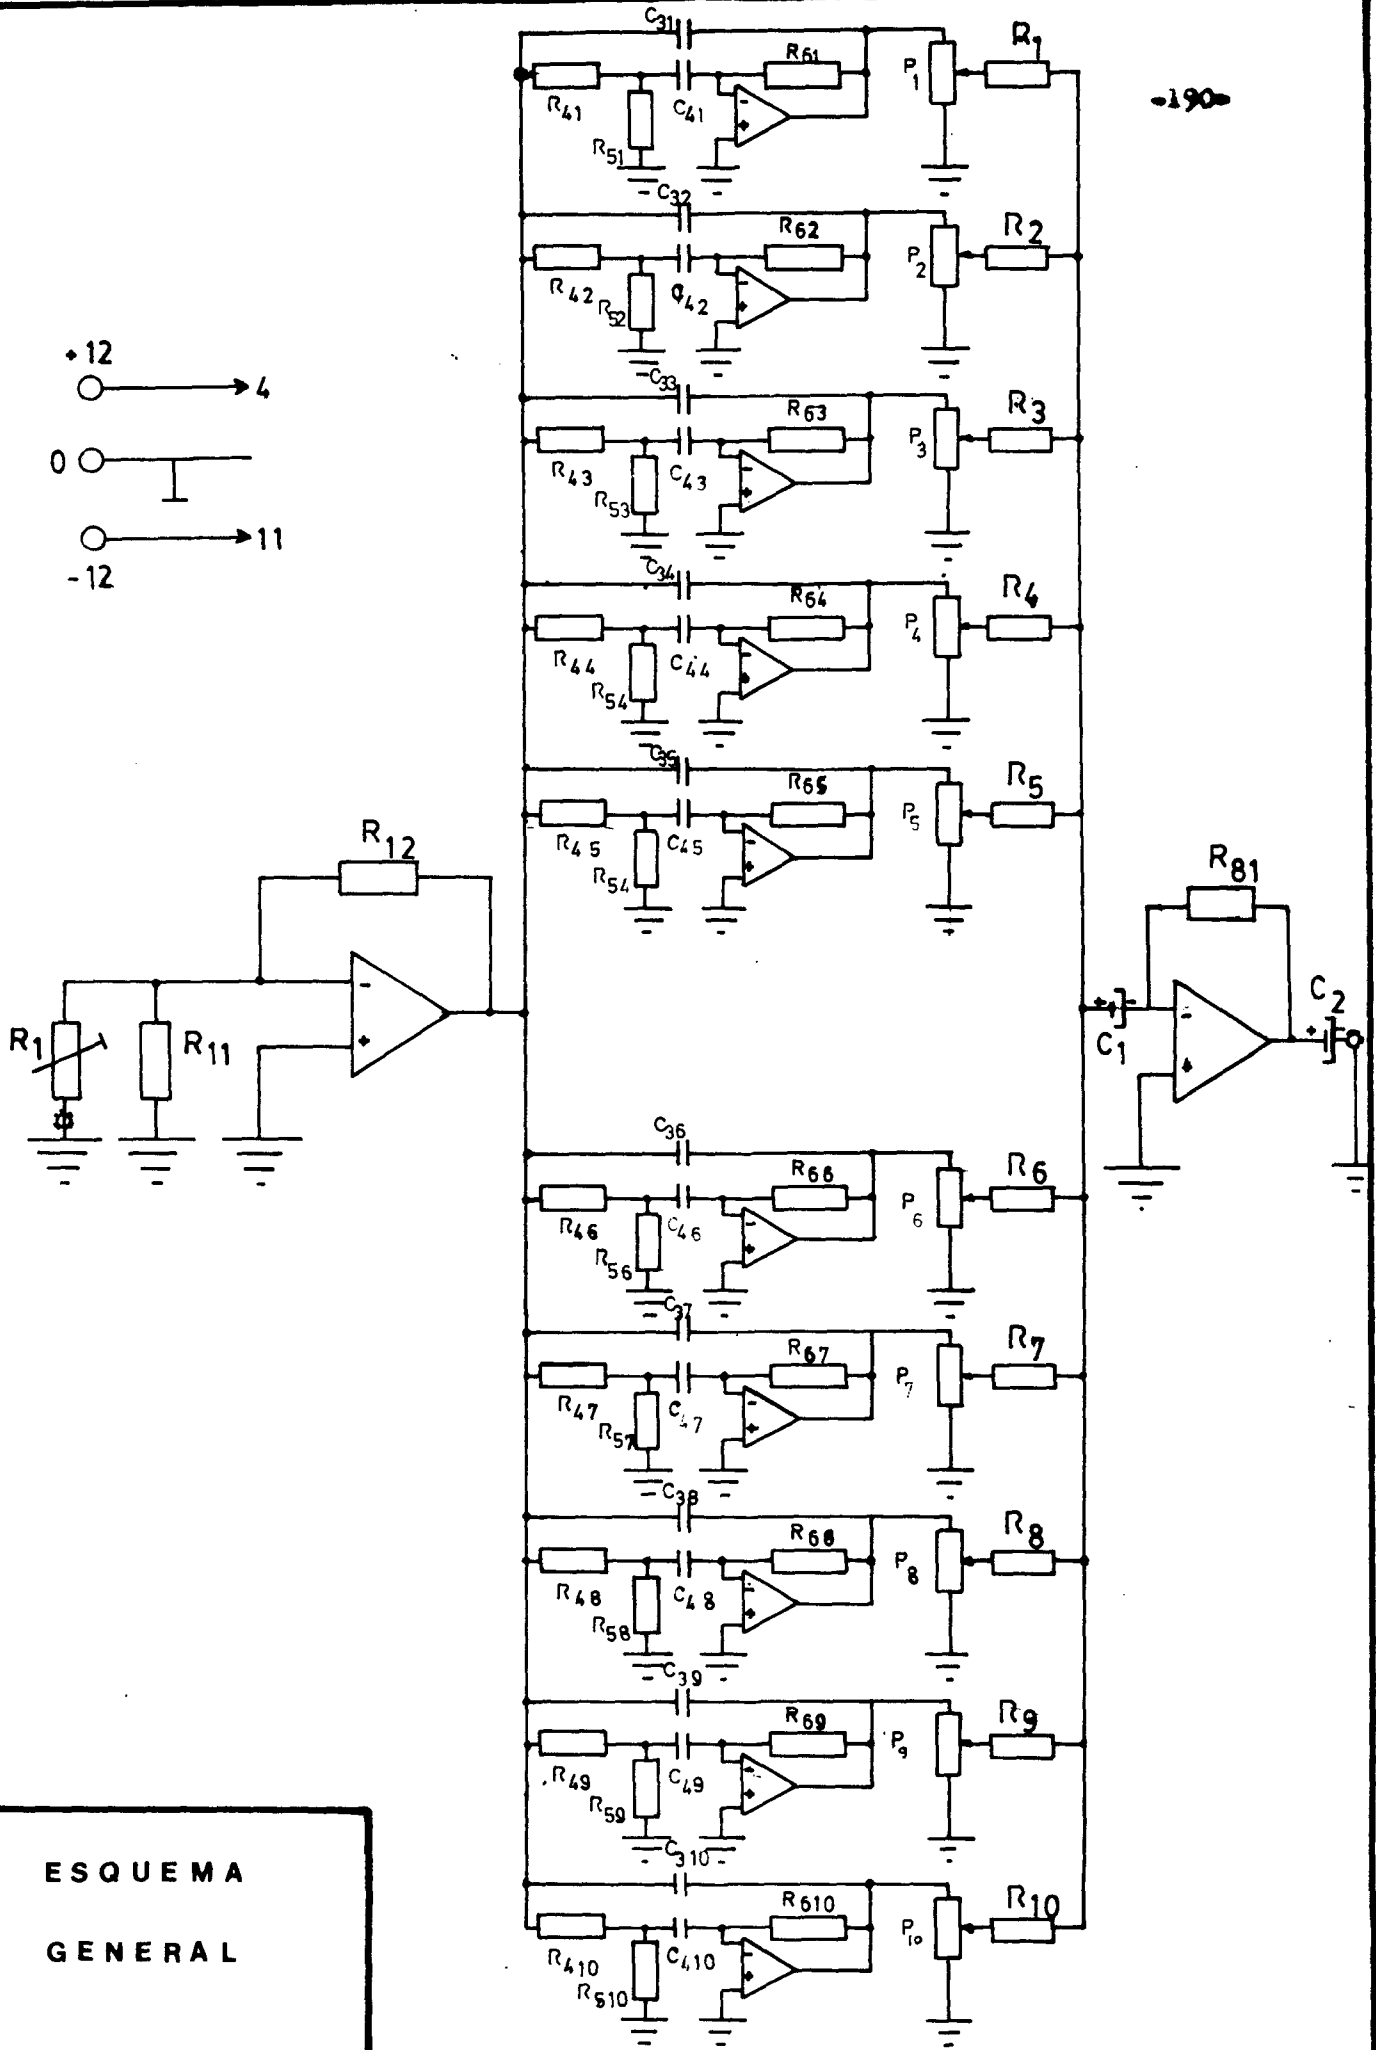 C31
R61
R1
P1
-190-
R41
C41
-
+
R51
C32
R62
R2
P2
R42
C42
-
+
R52
+12
4
0
11
-12
C33
R63
R3
P3
R43
C43
-
+
R53
C34
R64
R4
P4
R44
C44
-
+
R54
C35
R65
R5
P5
R45
C45
-
+
R54
R12
R81
-
+
R1
R11
+
-
C1
-
+
+
C2
C36
R66
R6
P6
R46
C46
-
+
R56
C37
R67
R7
P7
R47
C47
-
+
R57
C38
R68
R8
P8
R48
C48
-
+
R58
C39
R69
R9
P9
R49
C49
-
+
R59
C310
R610
R10
P10
R410
C410
-
+
R510
ESQUEMA
GENERAL